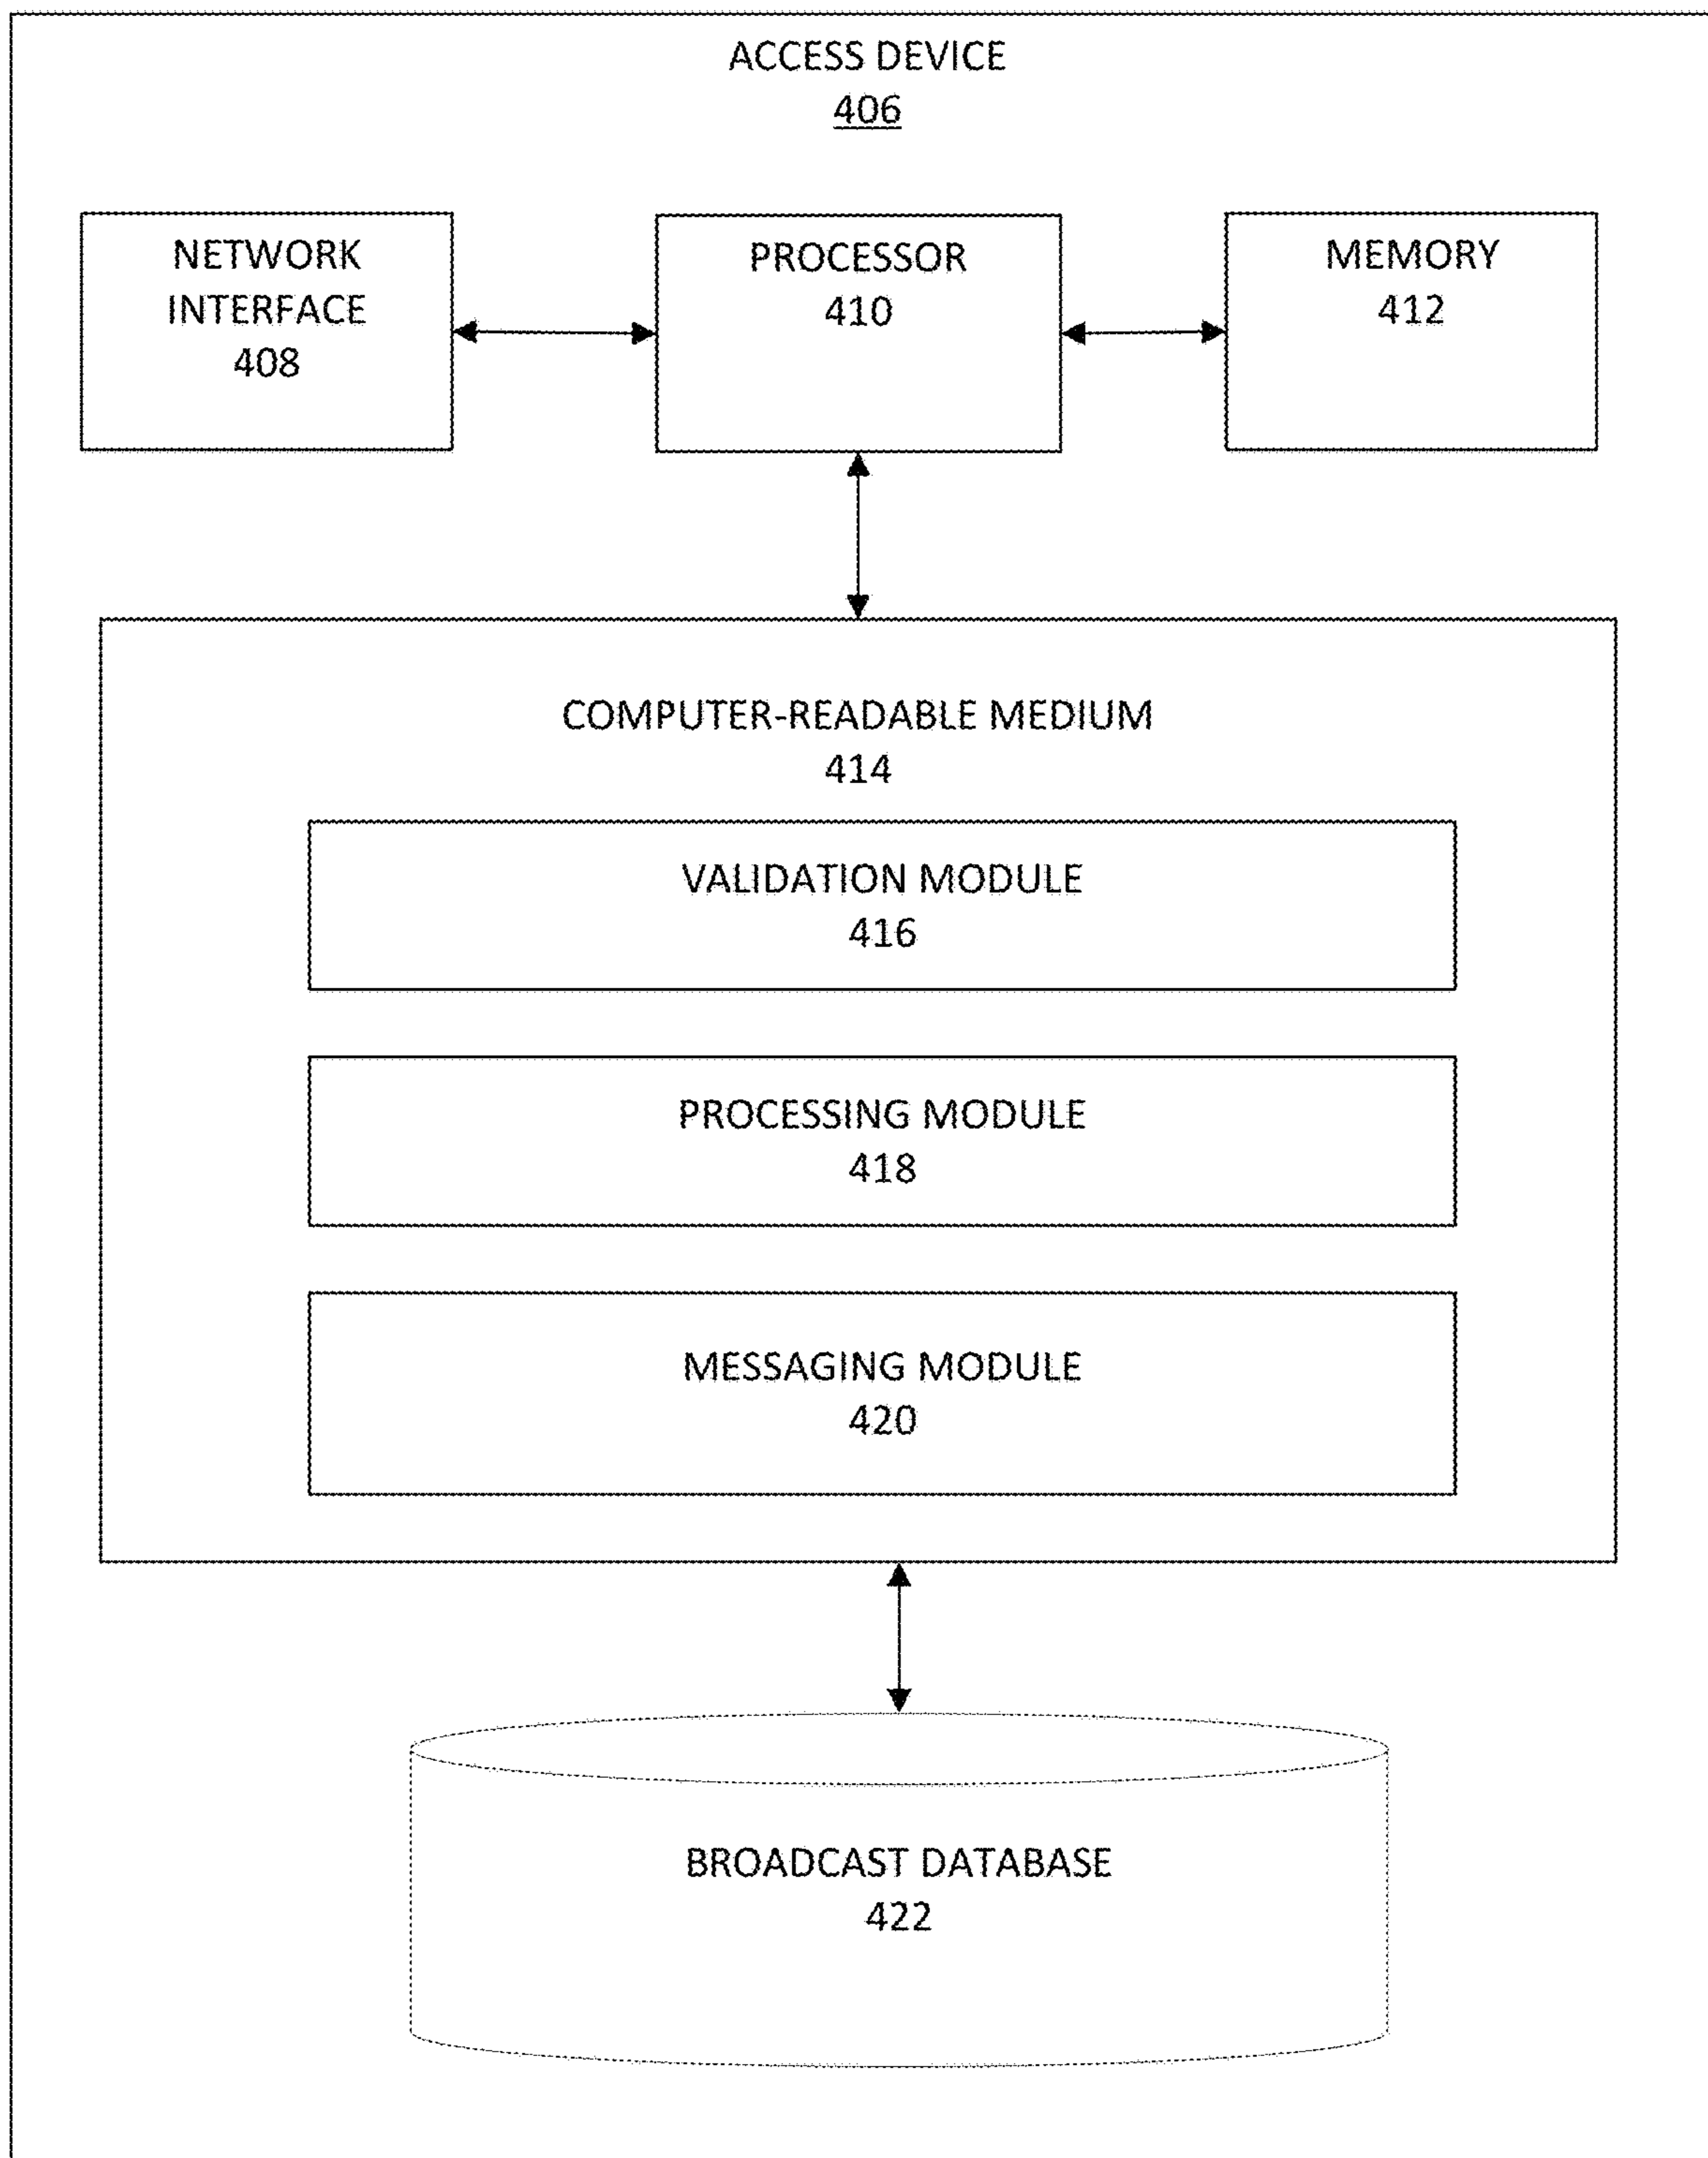 ACCESS DEVICE
406
NETWORK
INTERFACE
408
PROCESSOR
410
MEMORY
412
COMPUTER-READABLE MEDIUM
414
VALIDATION MODULE
416
PROCESSING MODULE
418
MESSAGING MODULE
420
BROADCAST DATABASE
422